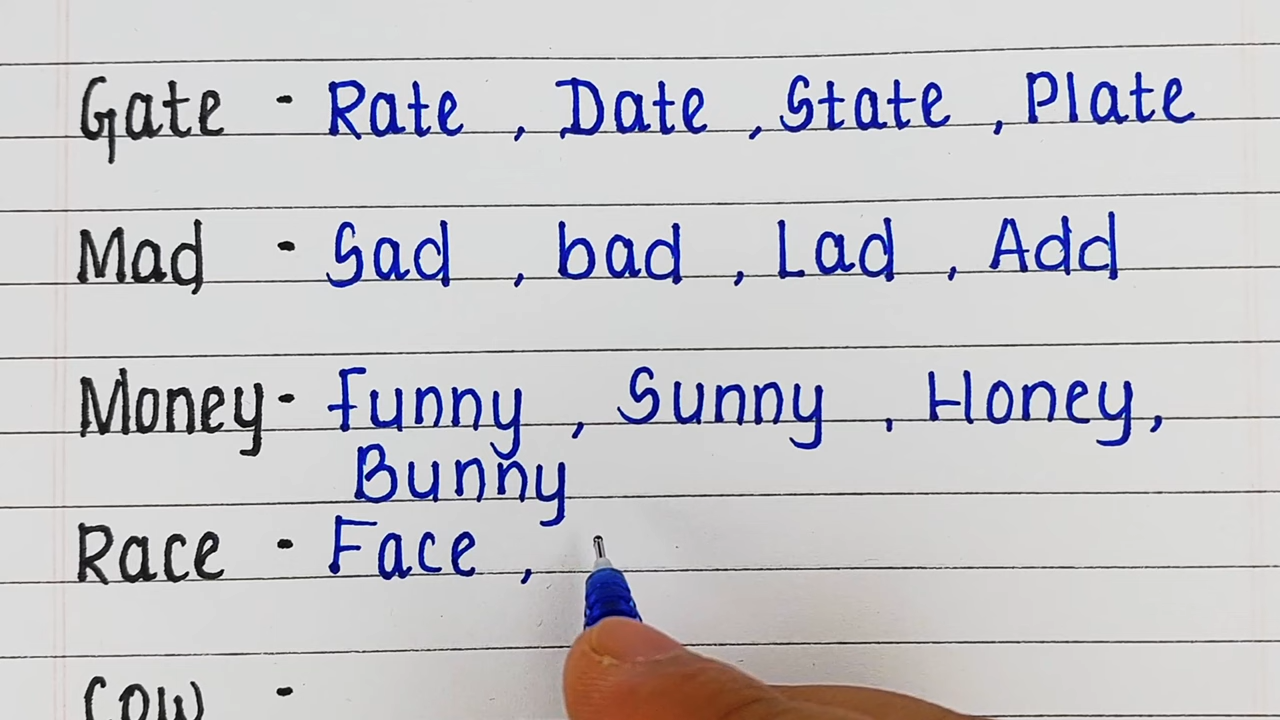 Gate - Rate , Date , State , Plate
Mad - Sad , bad , Lad , Add
Money - funny , Sunny , Honey,
Bunny
Race - Face ,
Cow -